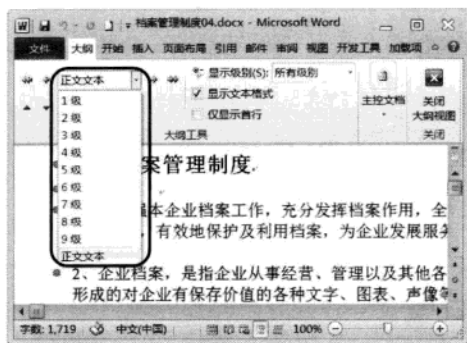 档案管理制度04.docx - Microsoft Word
文件 大纲 开始 插入 页面布局 引用 邮件 审阅 视图 开发工具 加载项
正文文本
显示级别(S): 所有级别
显示文本格式
仅显示首行
主控文档
关闭
大纲视图
大纲工具
关闭
1 级
2 级
3 级
4 级
5 级
6 级
7 级
8 级
9 级
正文文本
案管理制度
本企业档案工作，充分发挥档案作用，全
有效地保护及利用档案，为企业发展服务
2、企业档案，是指企业从事经营、管理以及其他各
形成的对企业有保存价值的各种文字、图表、声像等
字数: 1,719 中文(中国) 100%